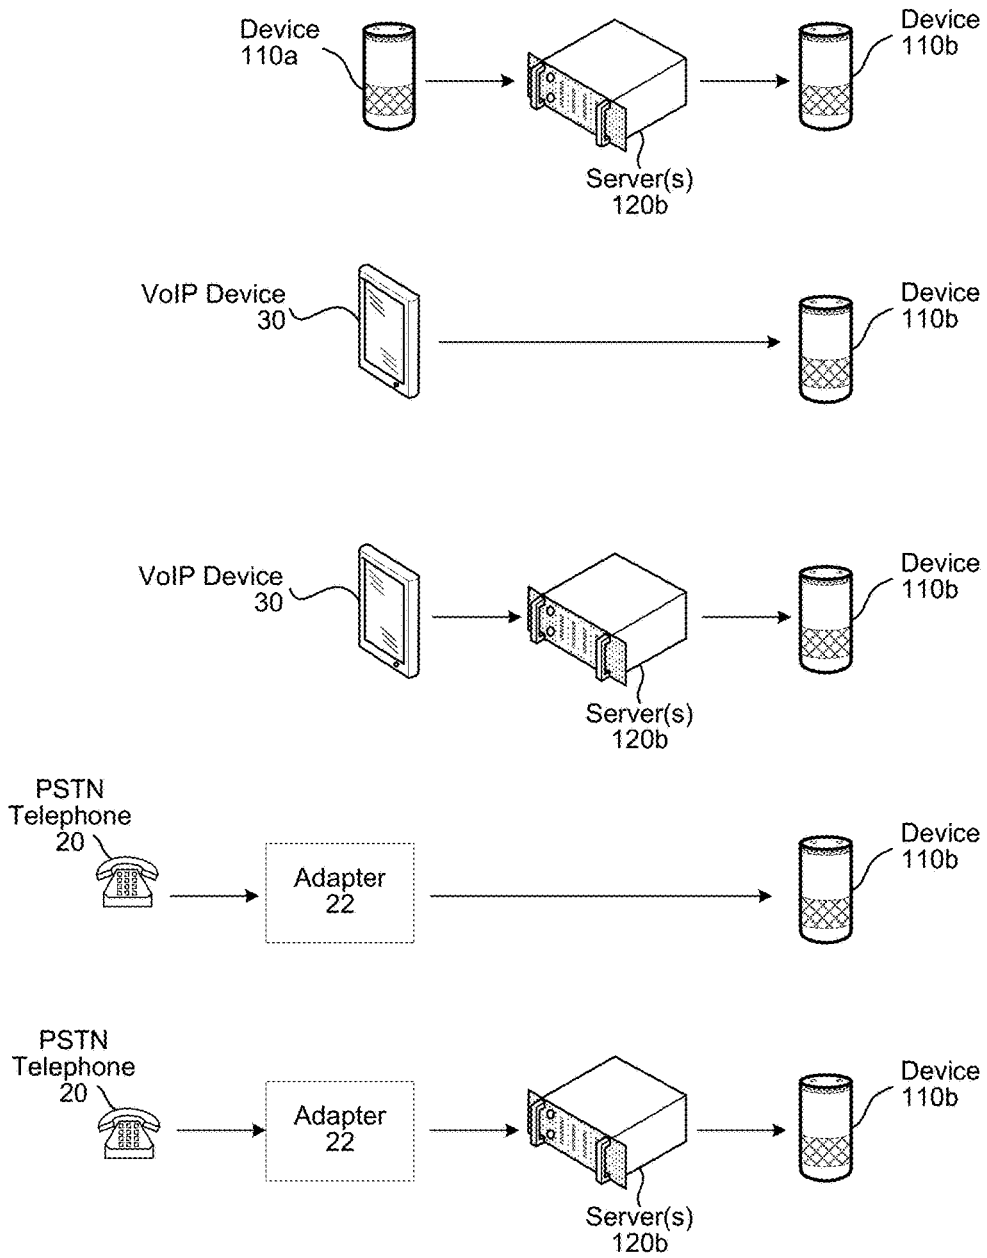 Device
110a
Device
110b
Server(s)
120b
VoIP Device
30
Device
110b
VoIP Device
30
Device
110b
Server(s)
120b
PSTN
Telephone
20
Adapter
22
Device
110b
PSTN
Telephone
20
Adapter
22
Device
110b
Server(s)
120b